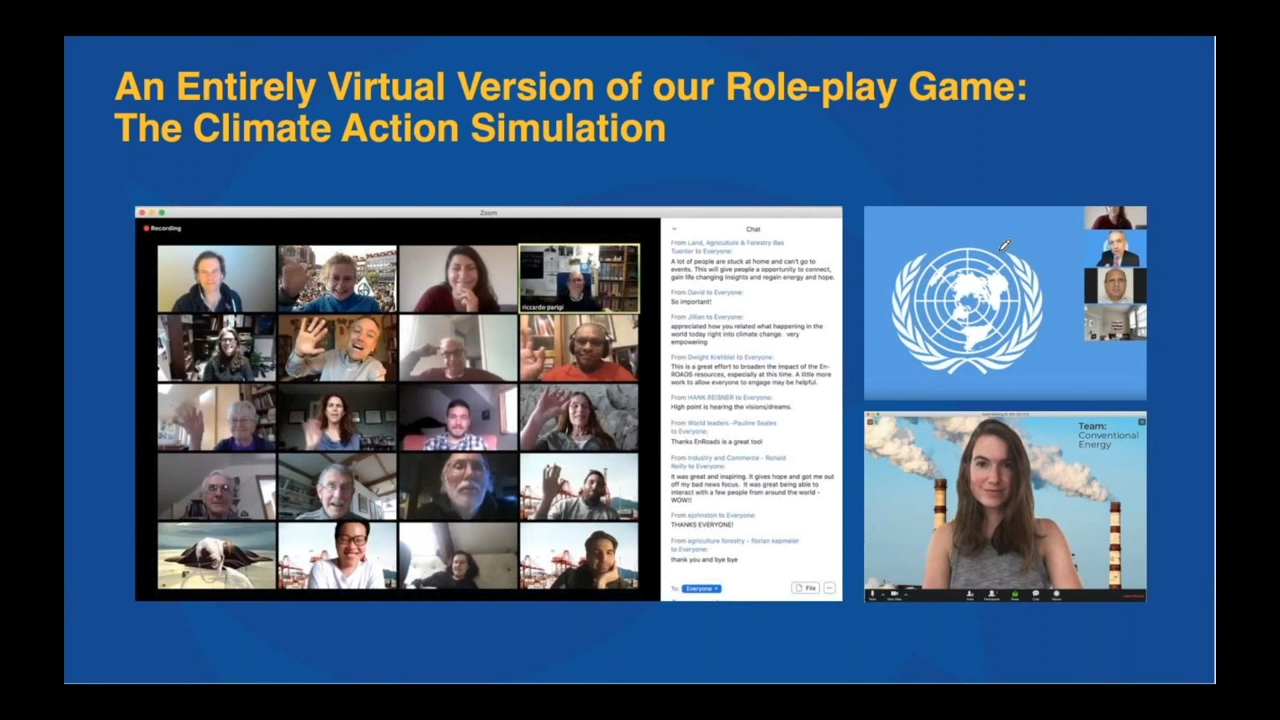 An Entirely Virtual Version of our Role-play Game:
The Climate Action Simulation
Zoom
Recording
riccardo parigi
Chat
From Land, Agriculture & Forestry Bas
Tuenter to Everyone:
A lot of people are stuck at home and can't go to
events. This will give people a opportunity to connect,
gain life changing insights and regain energy and hope.
From David to Everyone:
So important!
From Jillian to Everyone:
appreciated how you related what happening in the
world today right into climate change. very
empowering
From Dwight Krehbiel to Everyone:
This is a great effort to broaden the impact of the En-
ROADS resources, especially at this time. A little more
work to allow everyone to engage may be helpful.
From HANK REISNER to Everyone:
High point is hearing the visions/dreams.
From World leaders -Pauline Seales
to Everyone:
Thanks EnRoads is a great tool
From Industry and Commerce - Ronald
Reilly to Everyone:
It was great and inspiring. It gives hope and got me out
off my bad news focus. It was great being able to
interact with a few people from around the world -
WOW!!
From ejohnston to Everyone:
THANKS EVERYONE!
From agriculture forestry - florian kapmeier
to Everyone:
thank you and bye bye
To: Everyone
File
Team:
Conventional
Energy